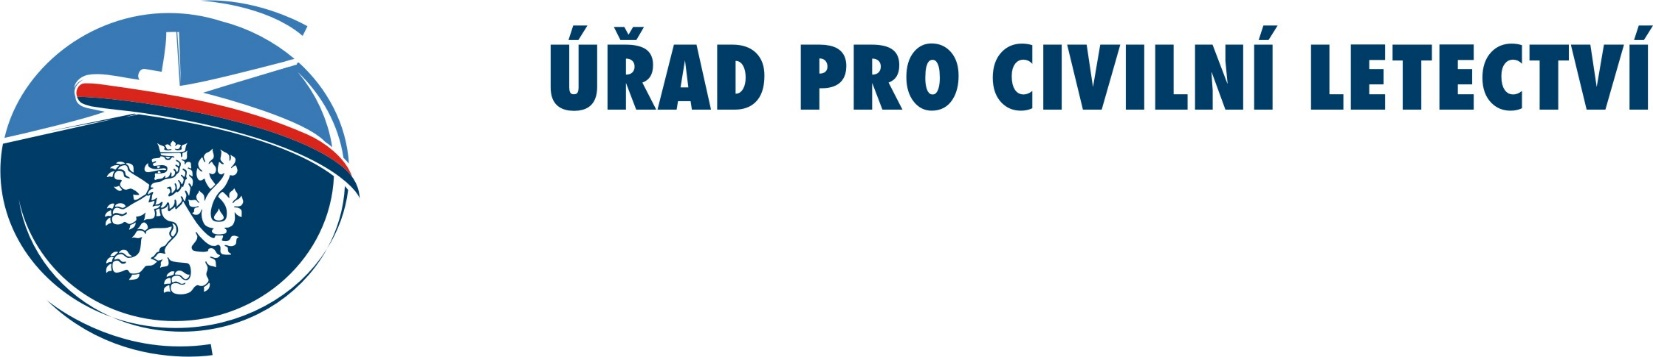 ÚŘAD PRO CIVILNÍ LETECTVÍ